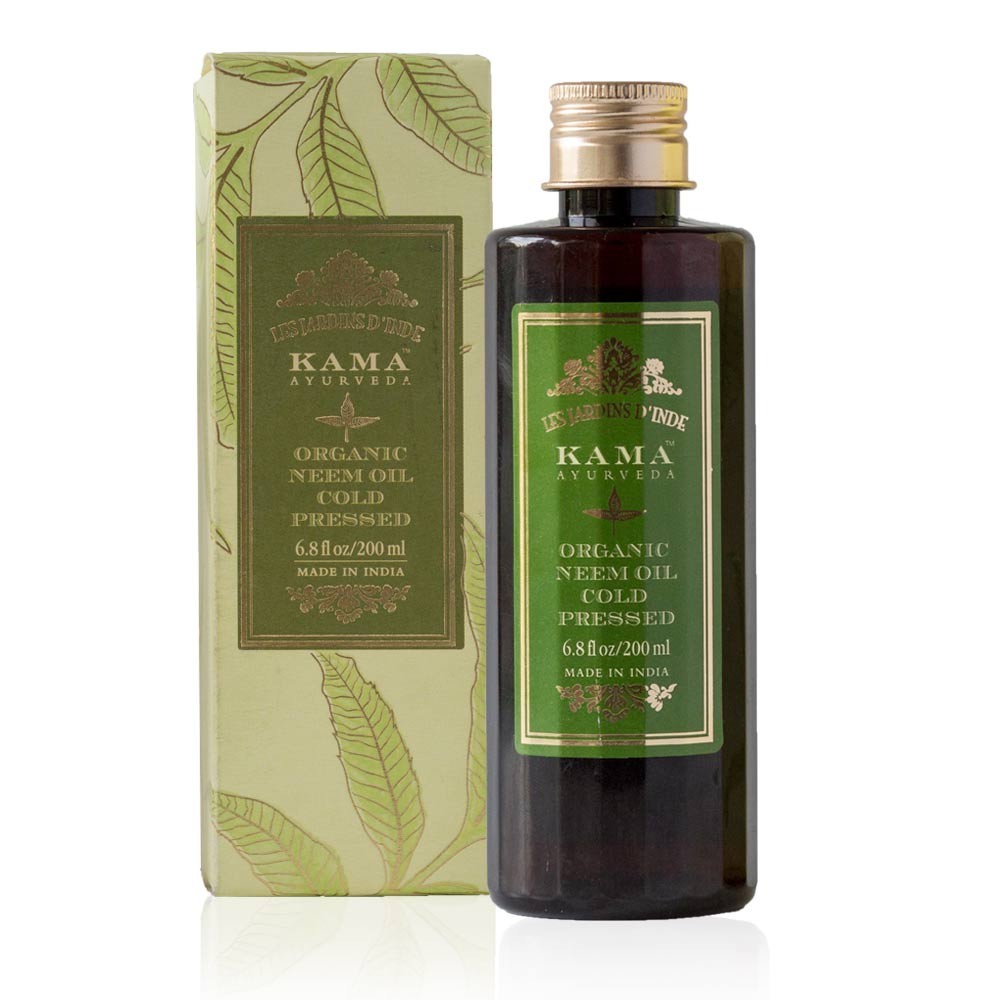 LES JARDINS D'INDE
KAMA™
AYURVEDA
ORGANIC
NEEM OIL
COLD
PRESSED
6.8 fl oz/200 ml
MADE IN INDIA
LES JARDINS D'INDE
KAMA™
AYURVEDA
ORGANIC
NEEM OIL
COLD
PRESSED
6.8 fl oz/200 ml
MADE IN INDIA